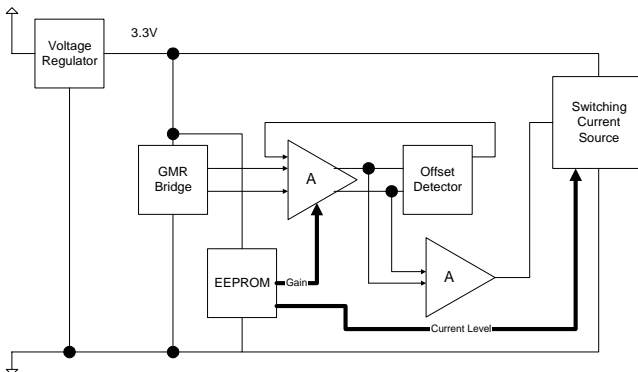 3.3V
Voltage
Regulator
Switching
Current
Source
GMR
Bridge
A
Offset
Detector
EEPROM
Gain
A
Current Level